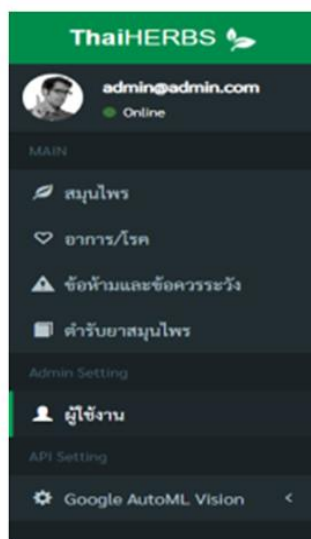 ThaiHERBS
admin@admin.com
Online
MAIN
สมุนไพร
อาการ/โรค
ข้อห้ามและข้อควรระวัง
ตำรับยาสมุนไพร
Admin Setting
ผู้ใช้งาน
API Setting
Google AutoML Vision